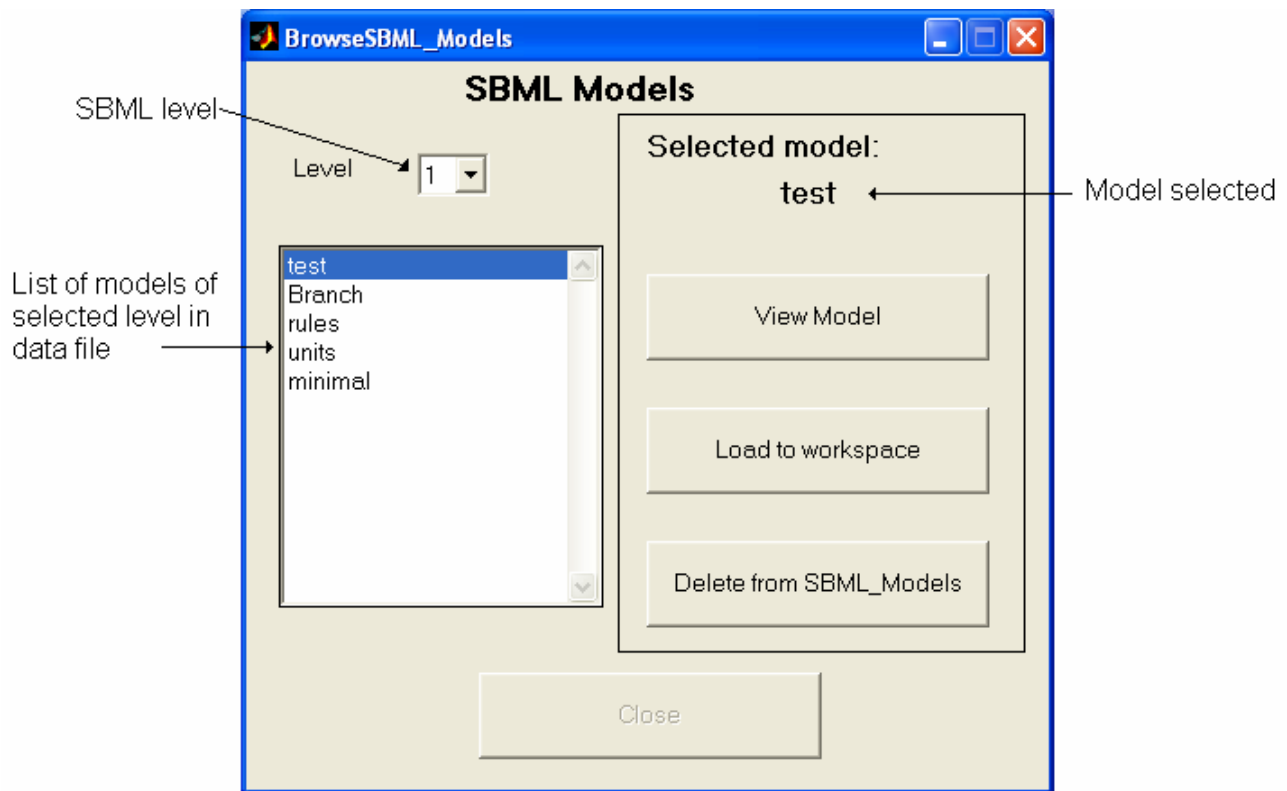 BrowseSBML_Models
SBML Models
SBML level
Level
1
Selected model:
test
Model selected
List of models of
selected level in
data file
test
Branch
rules
units
minimal
View Model
Load to workspace
Delete from SBML_Models
Close